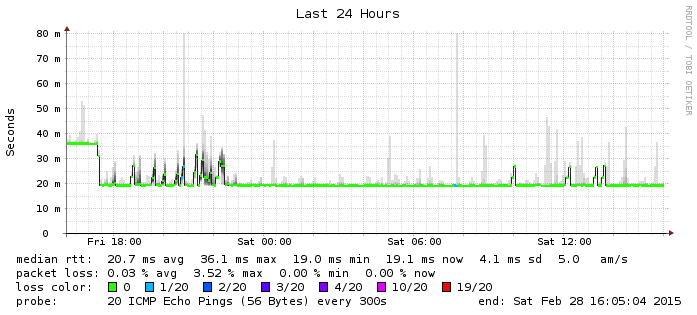 Last 24 Hours
RRDTOOL / TOBI OETIKER
Seconds
80 m
70 m
60 m
50 m
40 m
30 m
20 m
10 m
0
Fri 18:00 Sat 00:00 Sat 06:00 Sat 12:00
median rtt: 20.7 ms avg 36.1 ms max 19.0 ms min 19.1 ms now 4.1 ms sd 5.0 am/s
packet loss: 0.03 % avg 3.52 % max 0.00 % min 0.00 % now
loss color: 0 1/20 2/20 3/20 4/20 10/20 19/20
probe: 20 ICMP Echo Pings (56 Bytes) every 300s end: Sat Feb 28 16:05:04 2015